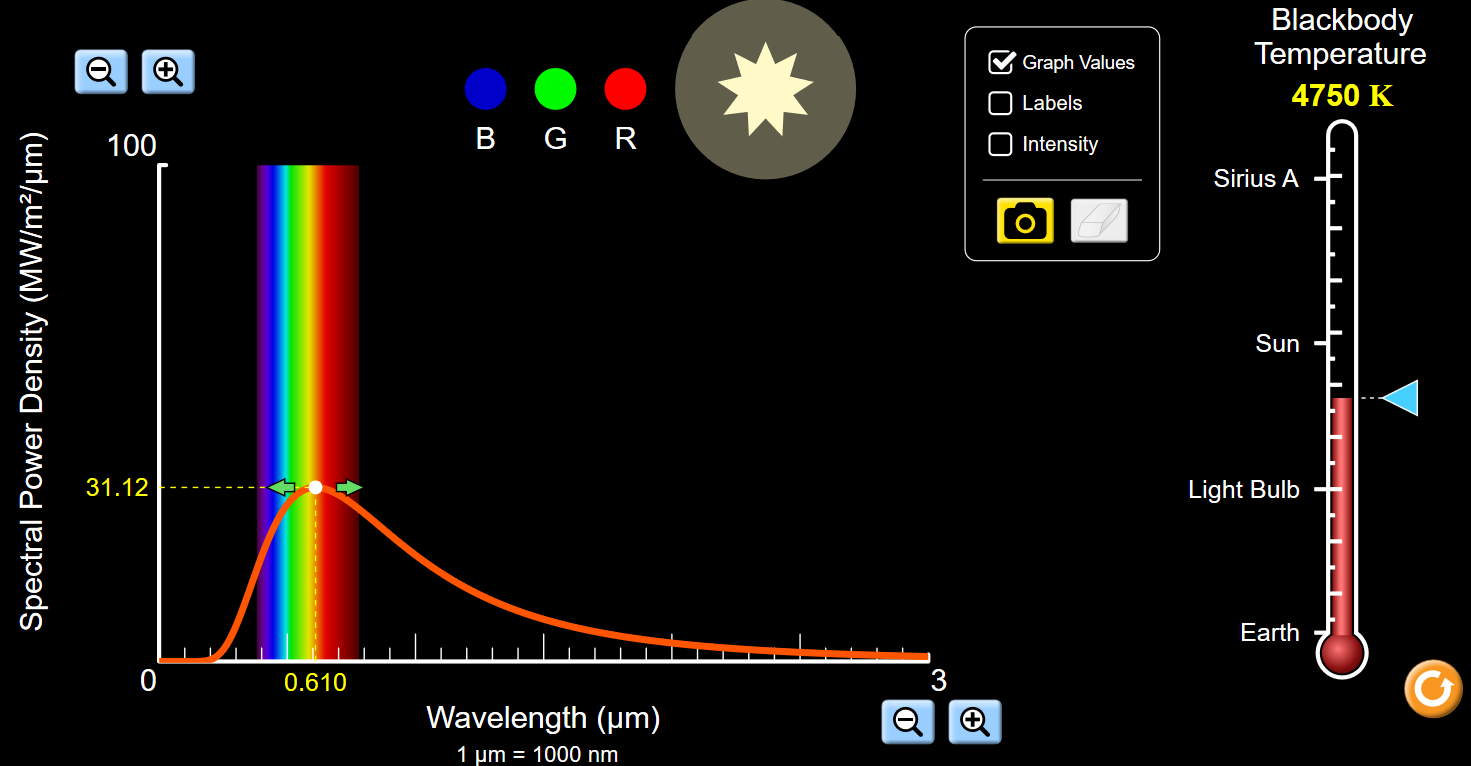 Blackbody
Temperature
4750 K
Graph Values
Labels
Intensity
B G R
100
Spectral Power Density (MW/m²/μm)
31.12
0
0.610
3
Wavelength (μm)
1 μm = 1000 nm
Sirius A
Sun
Light Bulb
Earth